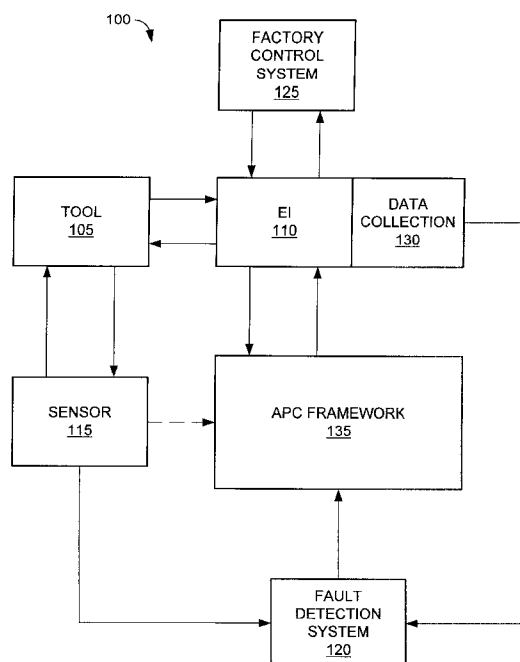 100
FACTORY
CONTROL
SYSTEM
125
TOOL
105
EI
110
DATA
COLLECTION
130
SENSOR
115
APC FRAMEWORK
135
FAULT
DETECTION
SYSTEM
120